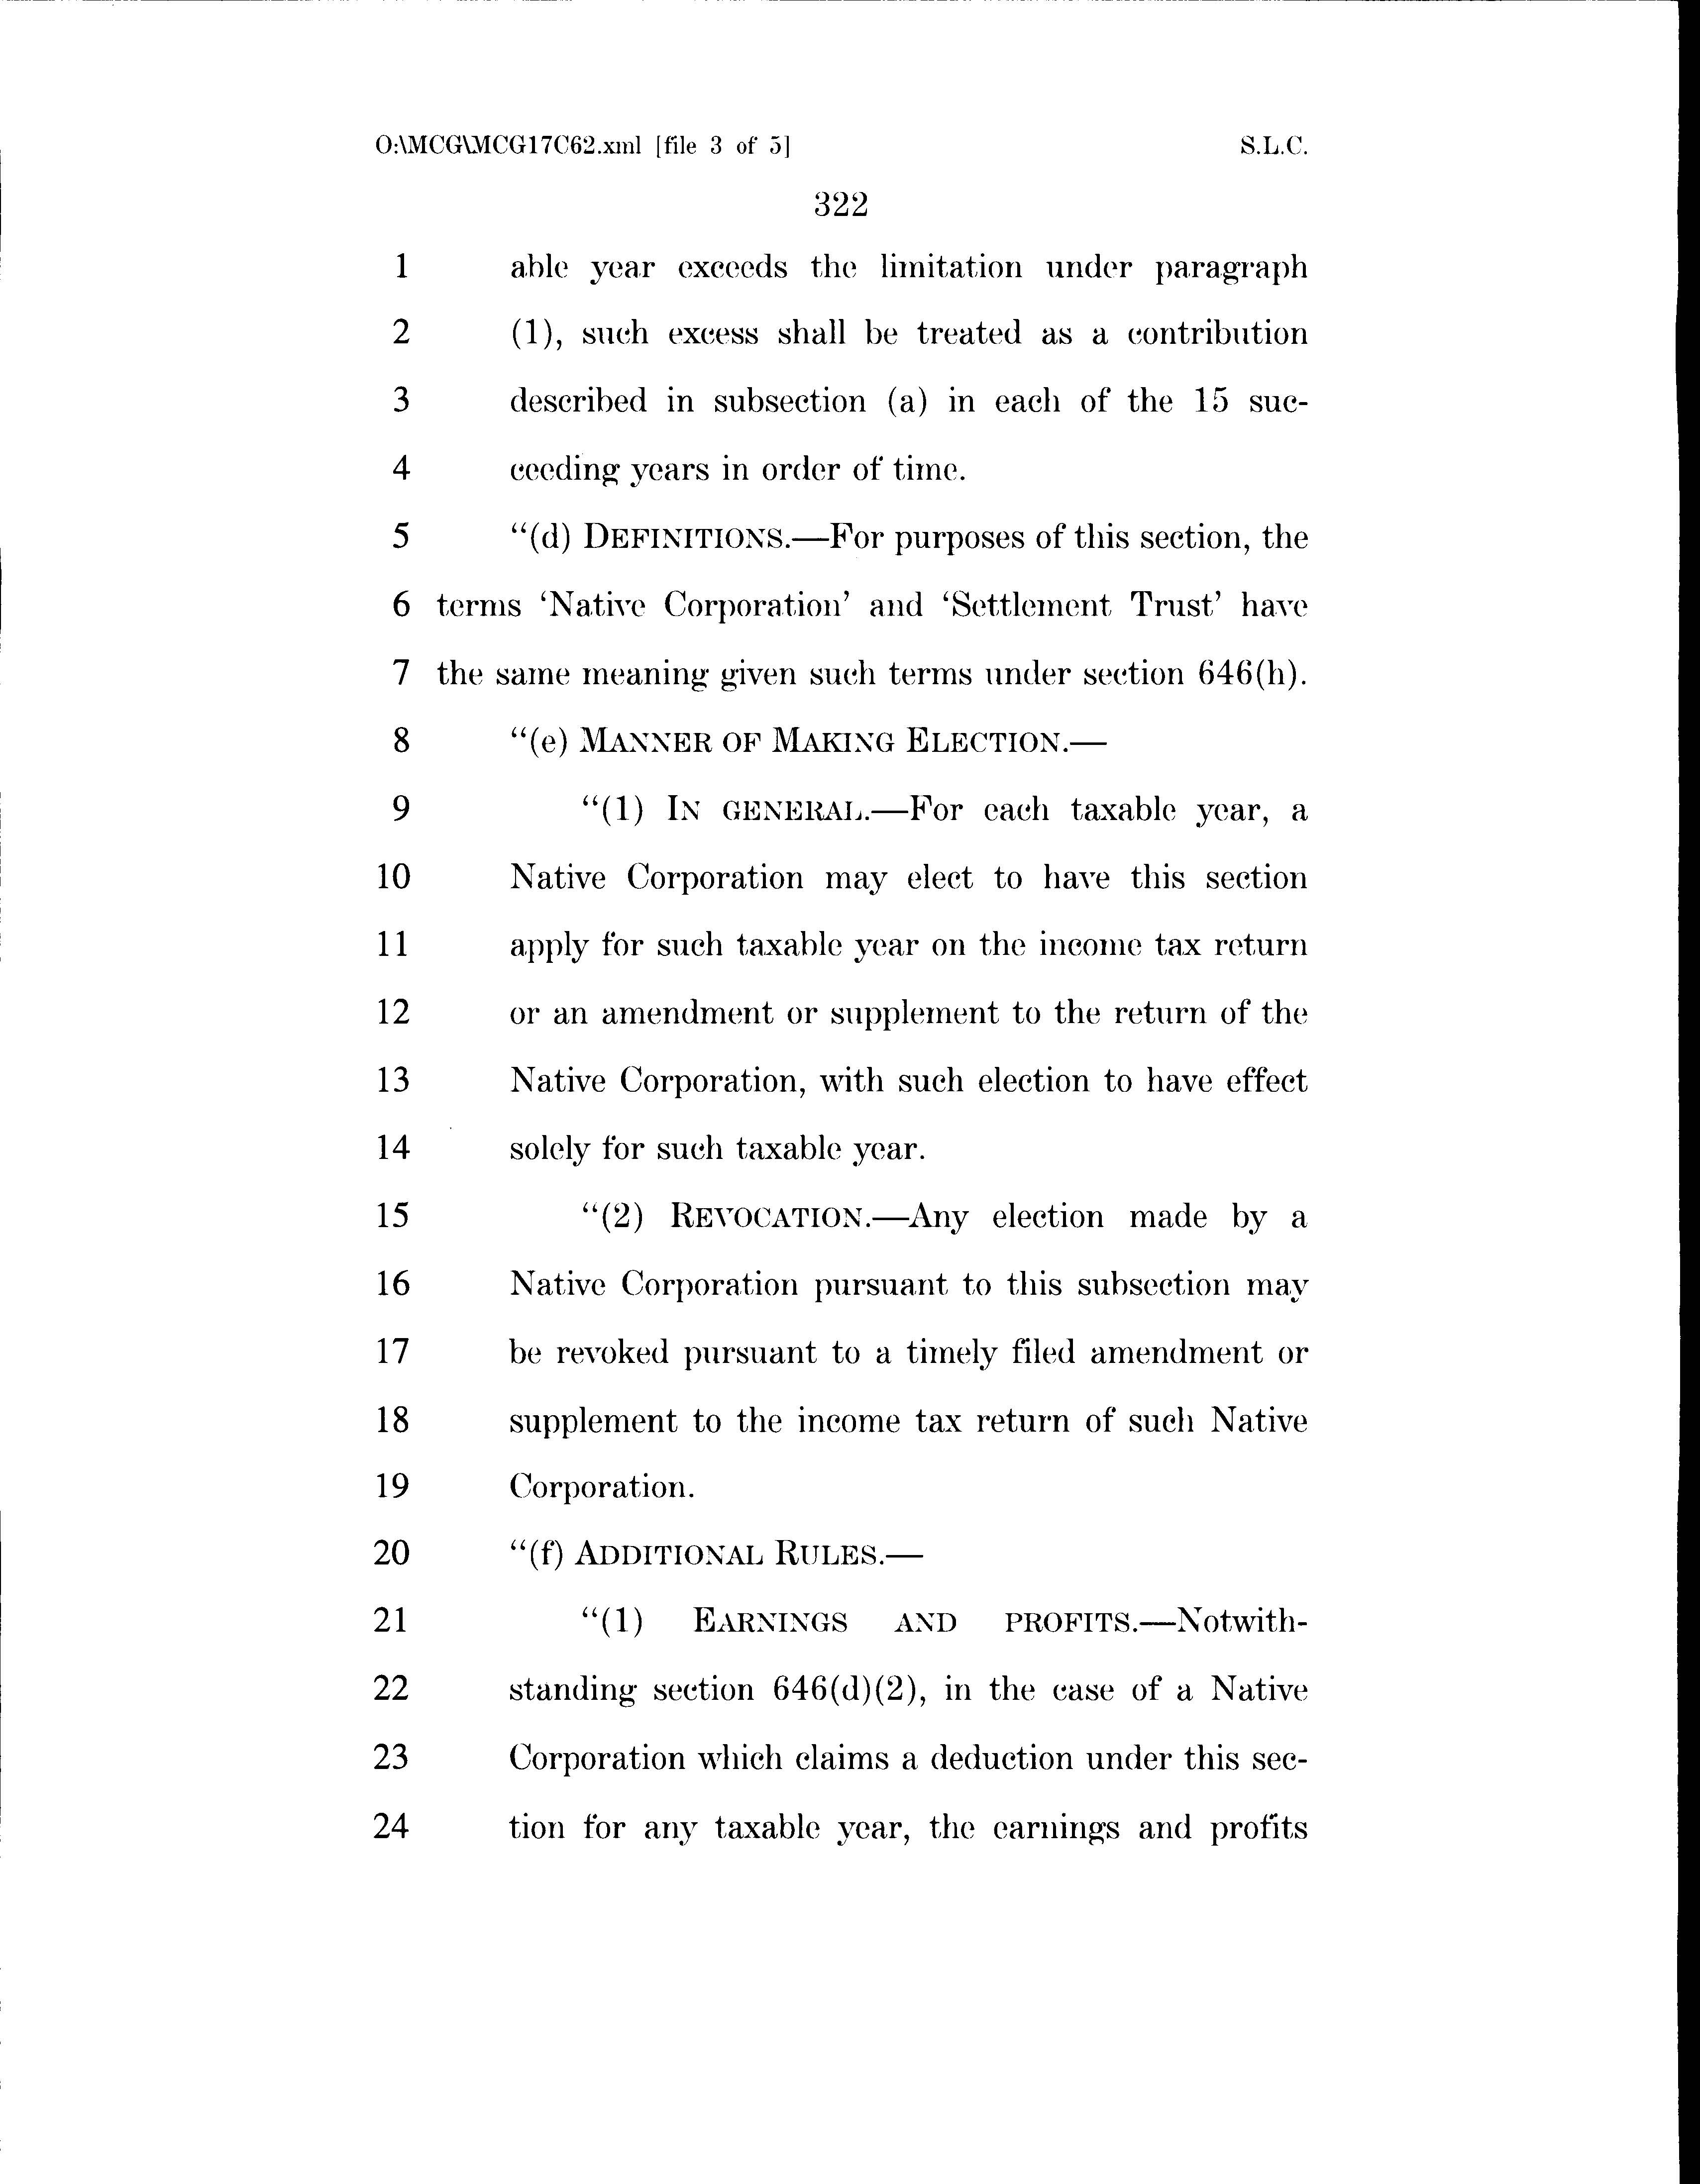 O:\MCG\MCG17C62.xml [file 3 of 5] S.L.C.
322
1 able year exceeds the limitation under paragraph
2 (1), such excess shall be treated as a contribution
3 described in subsection (a) in each of the 15 suc-
4 ceeding years in order of time.
5 “(d) DEFINITIONS.—For purposes of this section, the
6 terms ‘Native Corporation’ and ‘Settlement Trust’ have
7 the same meaning given such terms under section 646(h).
8 “(e) MANNER OF MAKING ELECTION.—
9 “(1) IN GENERAL.—For each taxable year, a
10 Native Corporation may elect to have this section
11 apply for such taxable year on the income tax return
12 or an amendment or supplement to the return of the
13 Native Corporation, with such election to have effect
14 solely for such taxable year.
15 “(2) REVOCATION.—Any election made by a
16 Native Corporation pursuant to this subsection may
17 be revoked pursuant to a timely filed amendment or
18 supplement to the income tax return of such Native
19 Corporation.
20 “(f) ADDITIONAL RULES.—
21 “(1) EARNINGS AND PROFITS.—Notwith-
22 standing section 646(d)(2), in the case of a Native
23 Corporation which claims a deduction under this sec-
24 tion for any taxable year, the earnings and profits